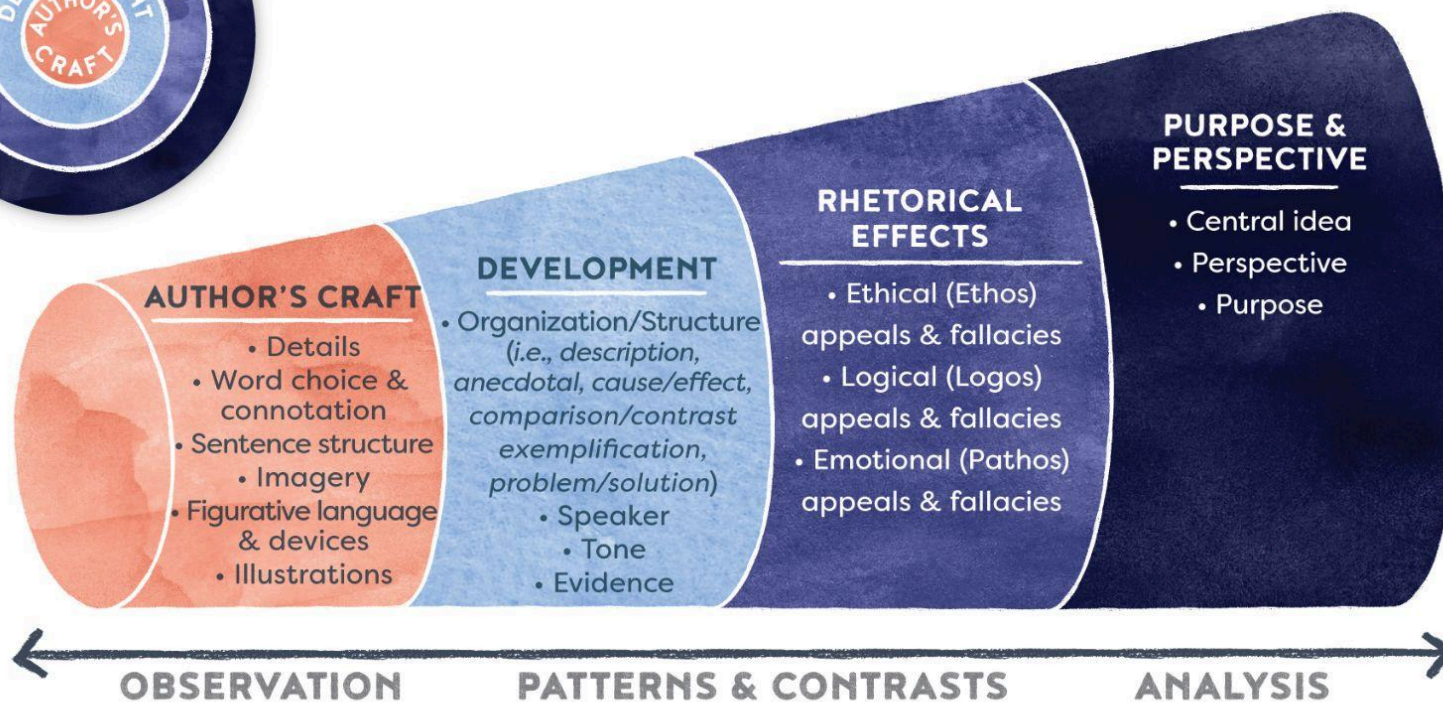 AUTHOR'S
CRAFT
AUTHOR'S CRAFT
• Details
• Word choice &
connotation
• Sentence structure
• Imagery
• Figurative language
& devices
• Illustrations
DEVELOPMENT
• Organization/Structure
(i.e., description,
anecdotal, cause/effect,
comparison/contrast
exemplification,
problem/solution)
• Speaker
• Tone
• Evidence
RHETORICAL
EFFECTS
• Ethical (Ethos)
appeals & fallacies
• Logical (Logos)
appeals & fallacies
• Emotional (Pathos)
appeals & fallacies
PURPOSE &
PERSPECTIVE
• Central idea
• Perspective
• Purpose
OBSERVATION PATTERNS & CONTRASTS ANALYSIS